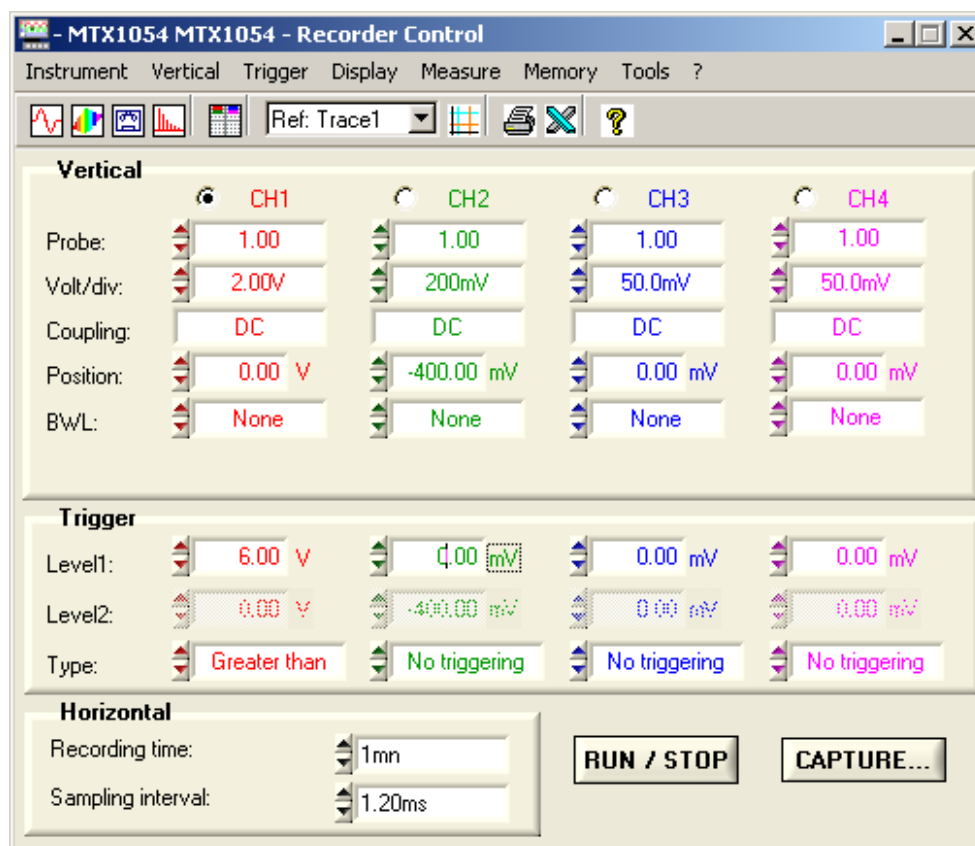 - MTX1054 MTX1054 - Recorder Control
Instrument Vertical Trigger Display Measure Memory Tools ?
Ref: Trace1
Vertical
CH1 CH2 CH3 CH4
Probe: 1.00 1.00 1.00 1.00
Volt/div: 2.00V 200mV 50.0mV 50.0mV
Coupling: DC DC DC DC
Position: 0.00 V -400.00 mV 0.00 mV 0.00 mV
BWL: None None None None
Trigger
Level1: 6.00 V 0.00 mV 0.00 mV 0.00 mV
Level2: 0.00 V -400.00 mV 0.00 mV 0.00 mV
Type: Greater than No triggering No triggering No triggering
Horizontal
Recording time: 1mn
Sampling interval: 1.20ms
RUN / STOP CAPTURE...